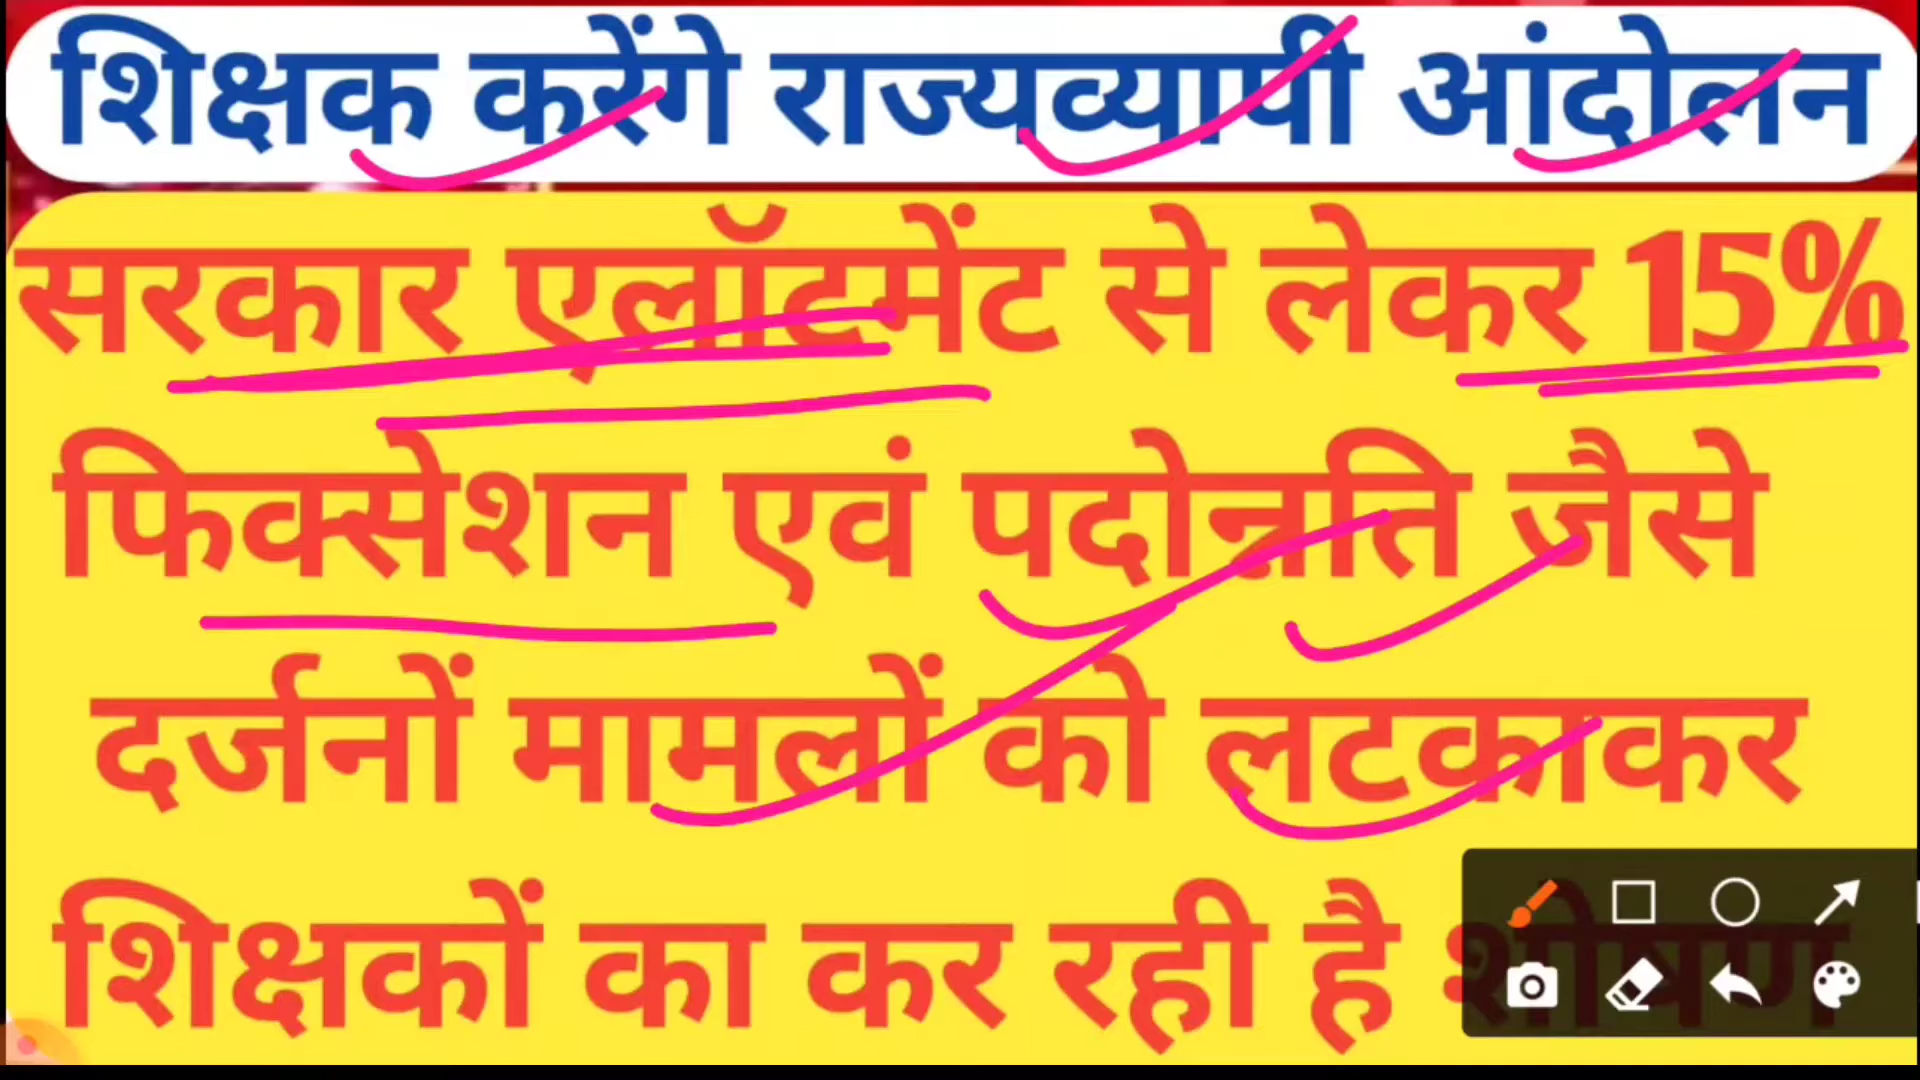 शिक्षक करेंगे राज्यव्यापी आंदोलन
सरकार एलॉटमेंट से लेकर 15%
फिक्सेशन एवं पदोन्नति जैसे
दर्जनों मामलों को लटकाकर
शिक्षकों का कर रही है शोषण